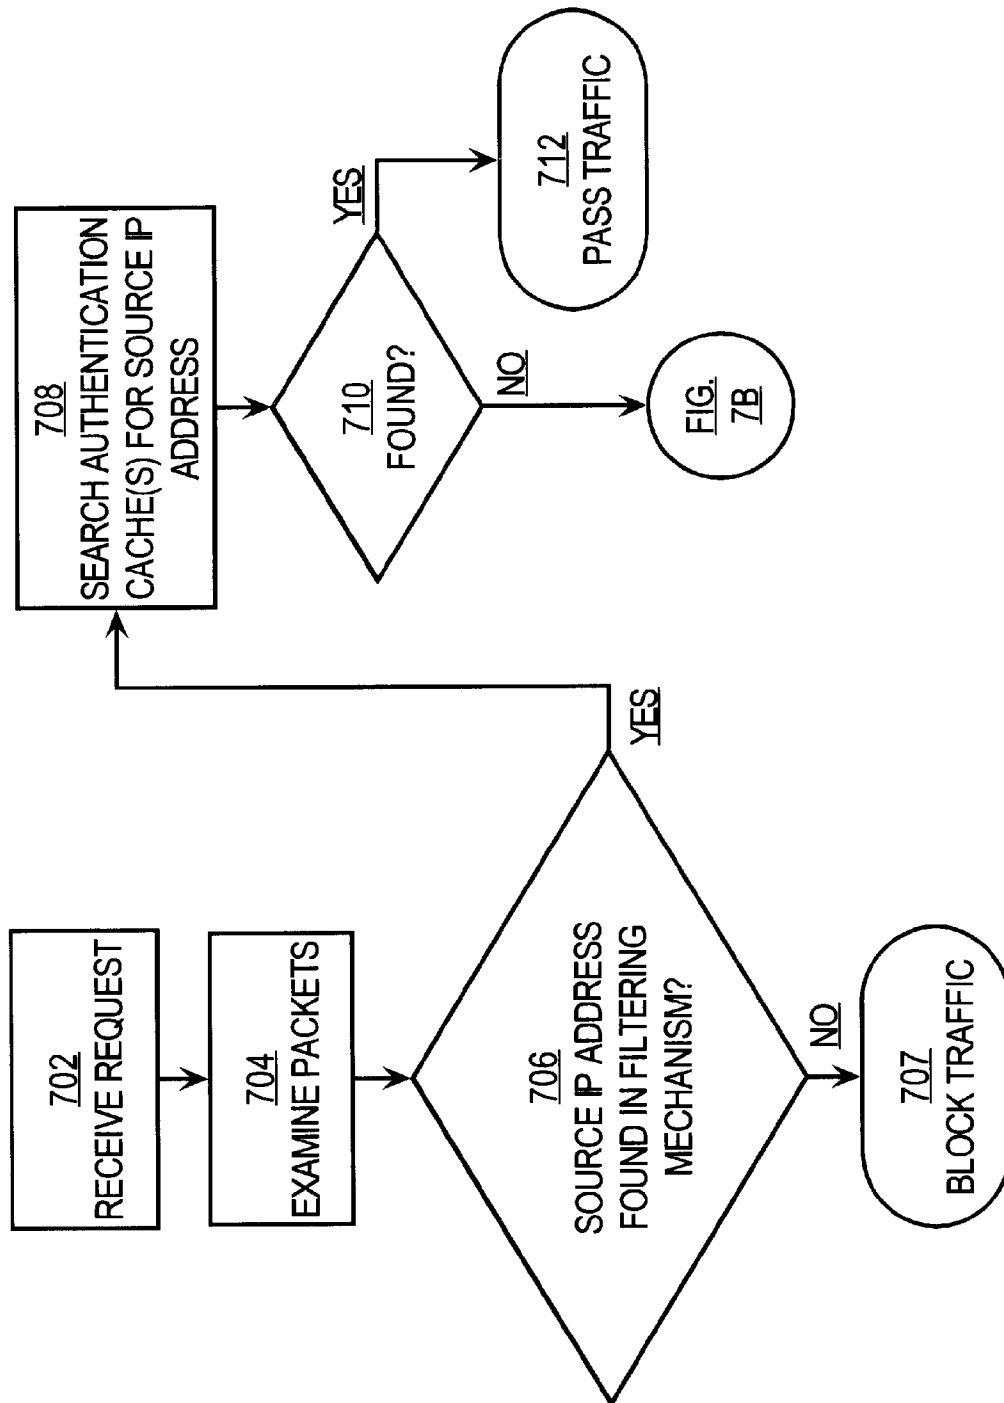 702
RECEIVE REQUEST
704
EXAMINE PACKETS
706
SOURCE IP ADDRESS
FOUND IN FILTERING
MECHANISM?
YES
NO
707
BLOCK TRAFFIC
708
SEARCH AUTHENTICATION
CACHE(S) FOR SOURCE IP
ADDRESS
710
FOUND?
YES
NO
712
PASS TRAFFIC
FIG.
7B